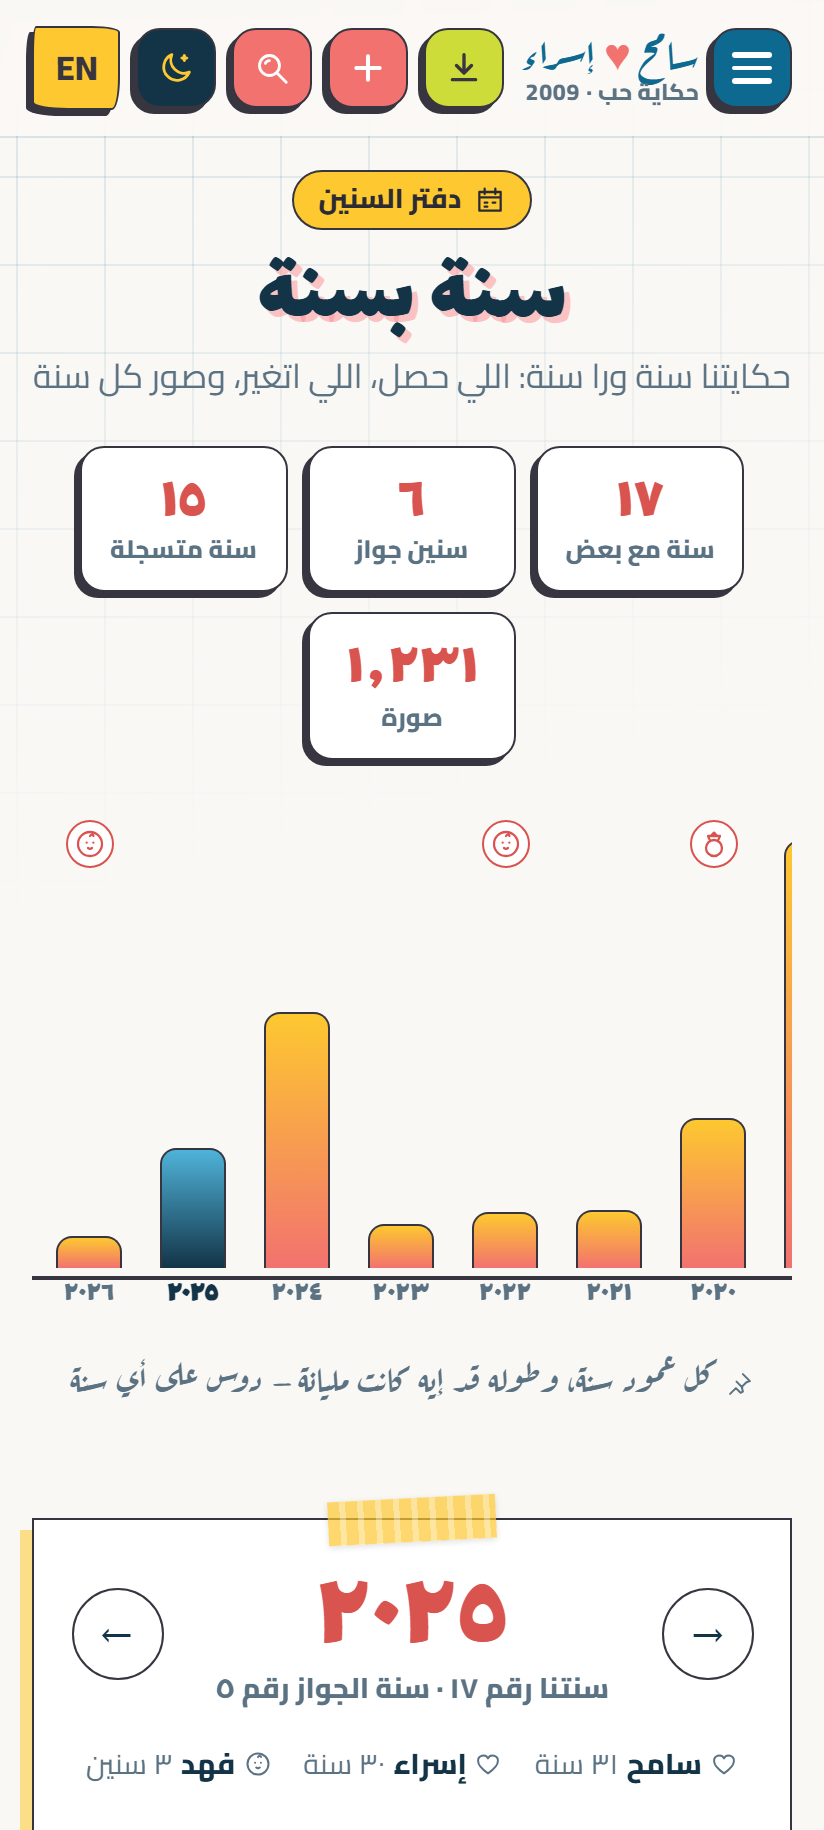 سامح ♥ إسراء
حكاية حب · 2009
EN
دفتر السنين
سنة بسنة
حكايتنا سنة ورا سنة: اللي حصل، اللي اتغير، وصور كل سنة
١٧
سنة مع بعض
٦
سنين جواز
١٥
سنة متسجلة
١,٢٣١
صورة
٢٠٢٠
٢٠٢١
٢٠٢٢
٢٠٢٣
٢٠٢٤
٢٠٢٥
٢٠٢٦
كل عمود سنة، وطوله قد إيه كانت مليانة — دوس على أي سنة
→
٢٠٢٥
←
سنتنا رقم ١٧ · سنة الجواز رقم ٥
سامح ٣١ سنة
إسراء ٣٠ سنة
فهد ٣ سنين